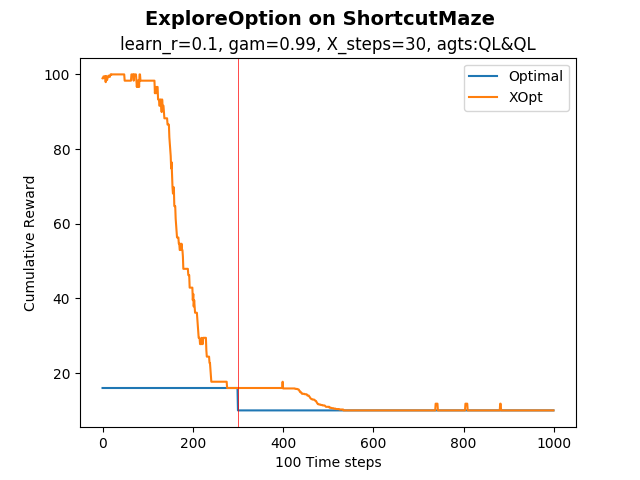 ExploreOption on ShortcutMaze
learn_r=0.1, gam=0.99, X_steps=30, agts:QL&QL
Optimal
XOpt
Cumulative Reward
100
80
60
40
20
0
200
400
600
800
1000
100 Time steps